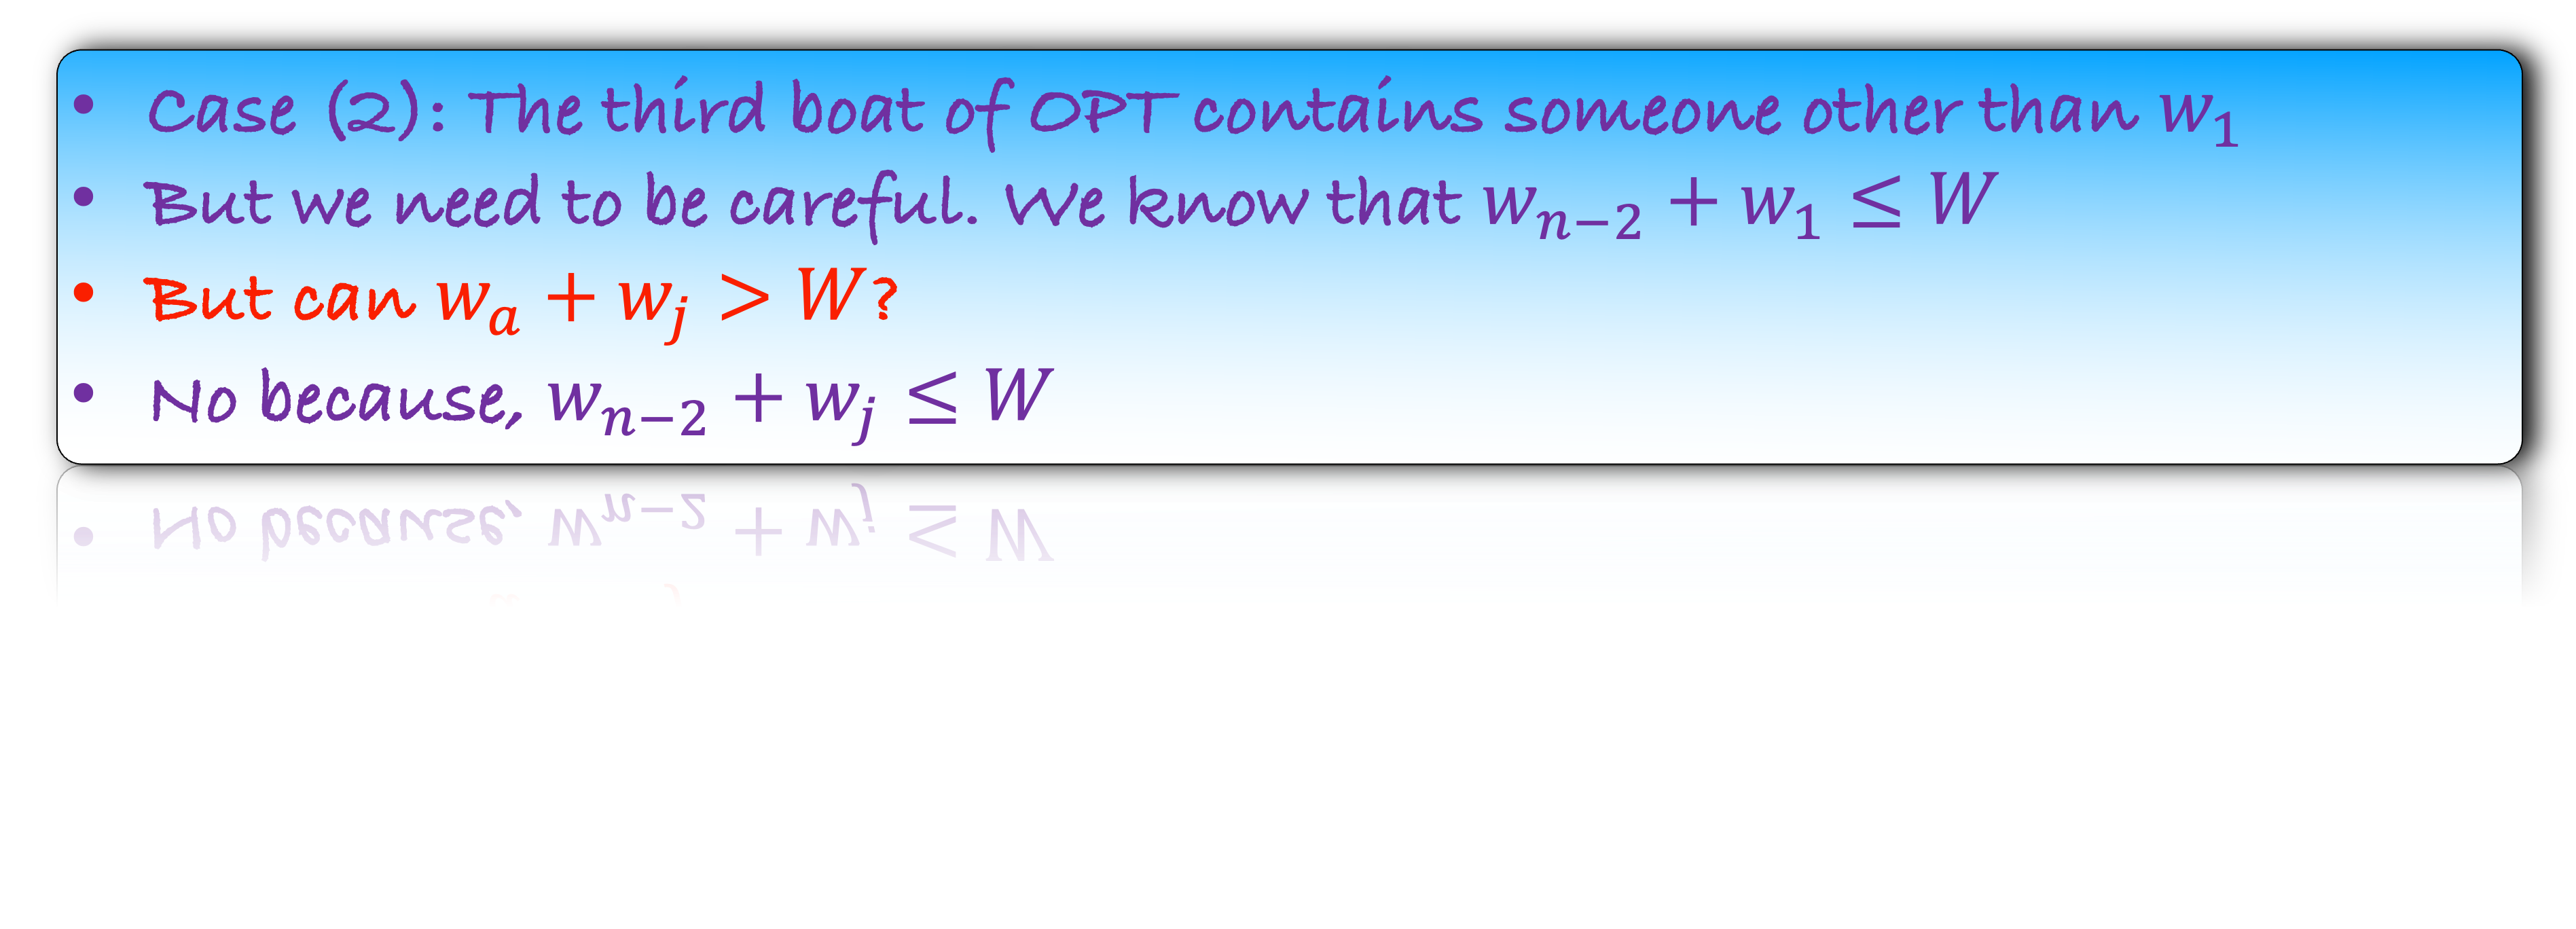 • Case (2): The third boat of OPT contains someone other than w₁
• But we need to be careful. We know that wₙ₋₂ + w₁ ≤ W
• But can wₐ + wⱼ > W?
• No because, wₙ₋₂ + wⱼ ≤ W